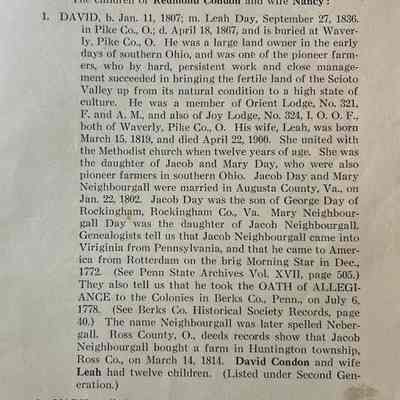 The children of Redmond Condon and wife Nancy:
1. DAVID, b. Jan. 11, 1807; m. Leah Day, September 27, 1836.
in Pike Co., O.; d. April 18, 1867, and is buried at Waver-
ly, Pike Co., O. He was a large land owner in the early
days of southern Ohio, and was one of the pioneer farm-
ers, who by hard, persistent work and close manage-
ment succeeded in bringing the fertile land of the Scioto
Valley up from its natural condition to a high state of
culture. He was a member of Orient Lodge, No. 321,
F. and A. M., and also of Joy Lodge, No. 324, I. O. O. F.,
both of Waverly, Pike Co., O. His wife, Leah, was born
March 15, 1819, and died April 22, 1900. She united with
the Methodist church when twelve years of age. She was
the daughter of Jacob and Mary Day, who were also
pioneer farmers in southern Ohio. Jacob Day and Mary
Neighbourgall were married in Augusta County, Va., on
Jan. 22, 1802. Jacob Day was the son of George Day of
Rockingham, Rockingham Co., Va. Mary Neighbour-
gall Day was the daughter of Jacob Neighbourgall.
Genealogists tell us that Jacob Neighbourgall came into
Viriginia from Pennsylvania, and that he came to Amer-
ica from Rotterdam on the brig Morning Star in Dec.,
1772. (See Penn State Archives Vol. XVII, page 505.)
They also tell us that he took the OATH of ALLEGI-
ANCE to the Colonies in Berks Co., Penn., on July 6,
1778. (See Berks Co. Historical Society Records, page
40.) The name Neighbourgall was later spelled Neber-
gall. Ross County, O., deeds records show that Jacob
Neighbourgall bought a farm in Huntington township,
Ross Co., on March 14, 1814. David Condon and wife
Leah had twelve children. (Listed under Second Gen-
eration.)